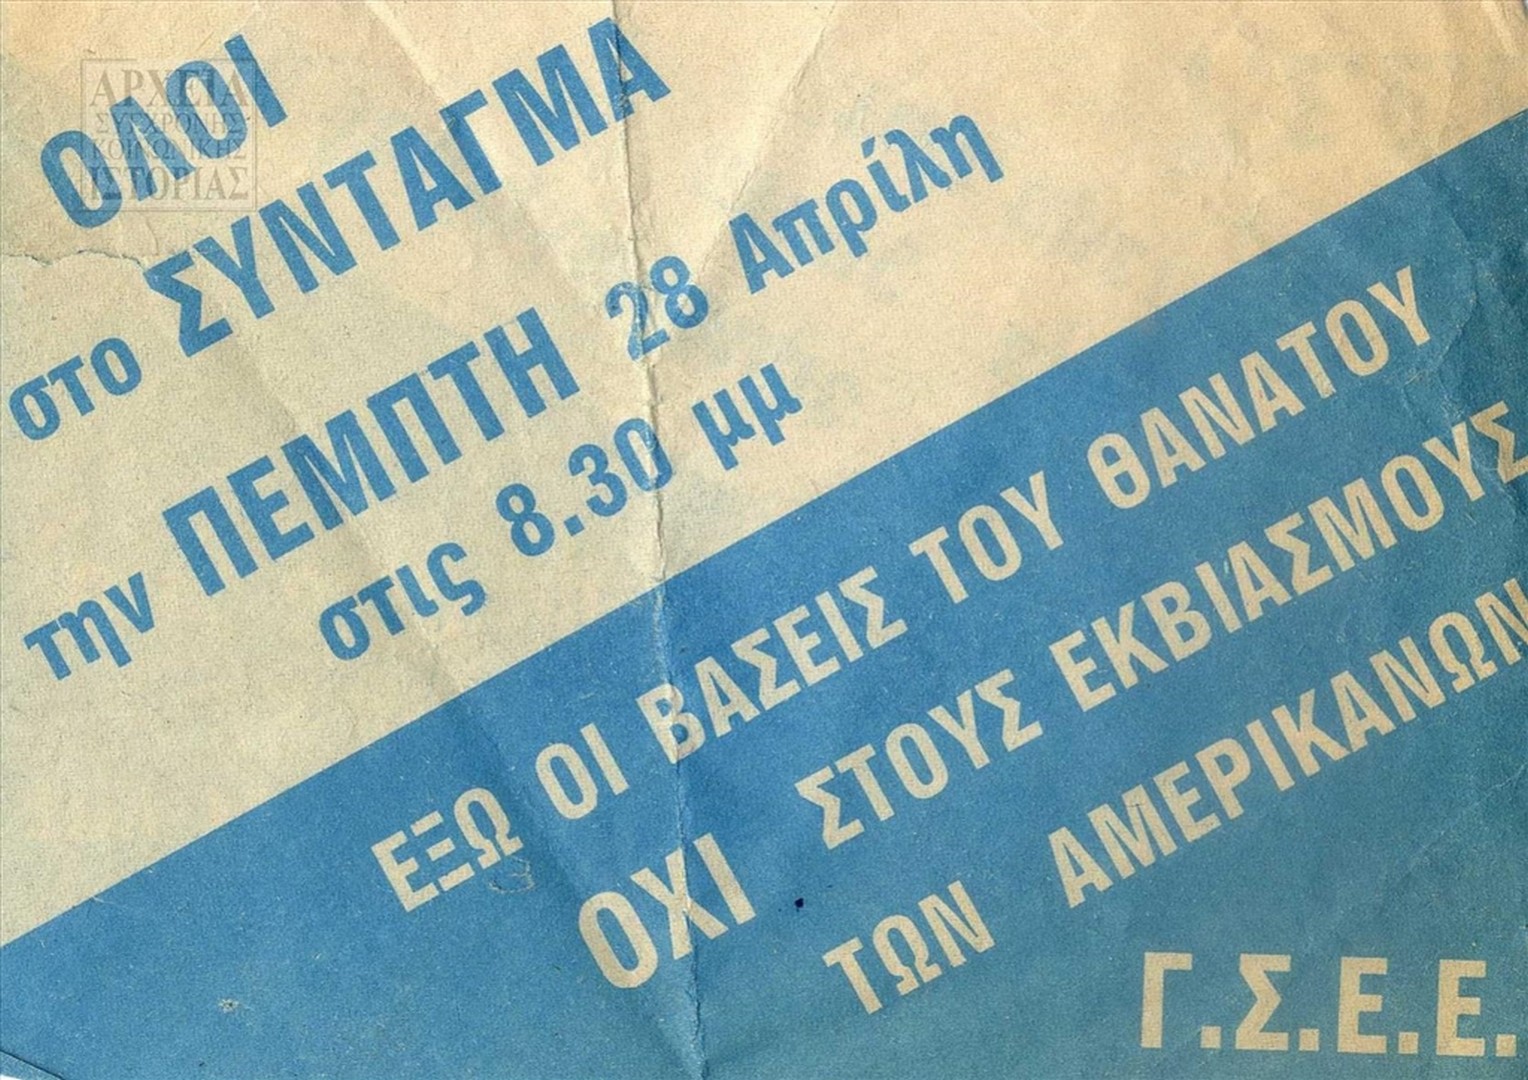 ΑΡΧΕΙΑ
ΣΥΓΧΡΟΝΗΣ
ΚΟΙΝΩΝΙΚΗΣ
ΙΣΤΟΡΙΑΣ
ΟΛΟΙ
στο ΣΥΝΤΑΓΜΑ
την ΠΕΜΠΤΗ 28 Απρίλη
στις 8.30 μμ
ΕΞΩ ΟΙ ΒΑΣΕΙΣ ΤΟΥ ΘΑΝΑΤΟΥ
ΟΧΙ ΣΤΟΥΣ ΕΚΒΙΑΣΜΟΥΣ
ΤΩΝ ΑΜΕΡΙΚΑΝΩΝ
Γ.Σ.Ε.Ε.